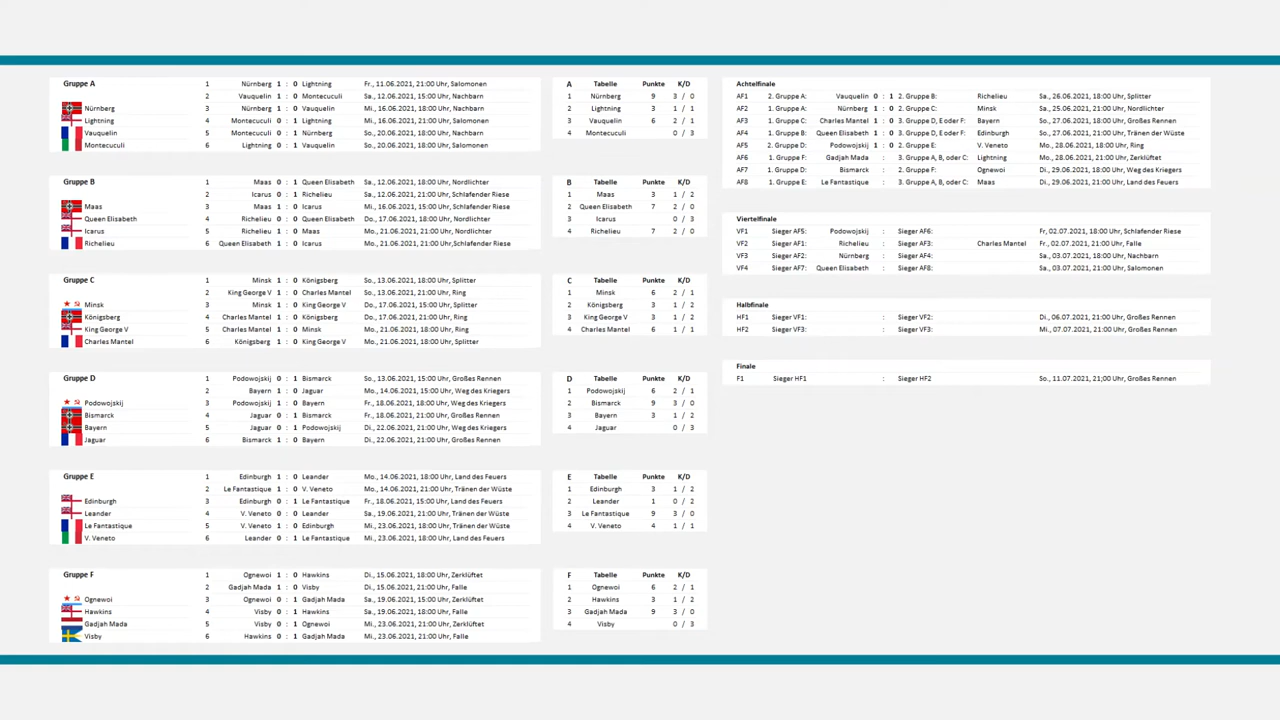 Gruppe A
1 Nürnberg 1 : 0 Lightning Fr., 11.06.2021, 21:00 Uhr, Salomonen
2 Vauquelin 0 : 0 Montecuculi Sa., 12.06.2021, 15:00 Uhr, Nachbarn
Nürnberg 3 Nürnberg 1 : 0 Vauquelin Mi., 16.06.2021, 18:00 Uhr, Nachbarn
Lightning 4 Montecuculi 0 : 1 Lightning Mi., 16.06.2021, 21:00 Uhr, Salomonen
Vauquelin 5 Montecuculi 0 : 1 Nürnberg So., 20.06.2021, 18:00 Uhr, Nachbarn
Montecuculi 6 Lightning 0 : 1 Vauquelin So., 20.06.2021, 18:00 Uhr, Salomonen
Gruppe B
1 Maas 0 : 1 Queen Elisabeth Sa., 12.06.2021, 18:00 Uhr, Nordlichter
2 Icarus 0 : 1 Richelieu Sa., 12.06.2021, 21:00 Uhr, Schlafender Riese
Maas 3 Maas 1 : 0 Icarus Mi., 16.06.2021, 15:00 Uhr, Schlafender Riese
Queen Elisabeth 4 Richelieu 0 : 0 Queen Elisabeth Do., 17.06.2021, 18:00 Uhr, Nordlichter
Icarus 5 Richelieu 1 : 0 Maas Mo., 21.06.2021, 21:00 Uhr, Nordlichter
Richelieu 6 Queen Elisabeth 1 : 0 Icarus Mo., 21.06.2021, 21:00 Uhr,Schlafender Riese
Gruppe C
1 Minsk 1 : 0 Königsberg So., 13.06.2021, 18:00 Uhr, Splitter
2 King George V 1 : 0 Charles Mantel So., 13.06.2021, 21:00 Uhr, Ring
Minsk 3 Minsk 1 : 0 King George V Do., 17.06.2021, 15:00 Uhr, Splitter
Königsberg 4 Charles Mantel 1 : 0 Königsberg Do., 17.06.2021, 21:00 Uhr, Ring
King George V 5 Charles Mantel 1 : 0 Minsk Mo., 21.06.2021, 18:00 Uhr, Ring
Charles Mantel 6 Königsberg 1 : 0 King George V Mo., 21.06.2021, 18:00 Uhr, Splitter
Gruppe D
1 Podowojskij 0 : 1 Bismarck So., 13.06.2021, 15:00 Uhr, Großes Rennen
2 Bayern 1 : 0 Jaguar Mo., 14.06.2021, 15:00 Uhr, Weg des Kriegers
Podowojskij 3 Podowojskij 1 : 0 Bayern Fr., 18.06.2021, 18:00 Uhr, Weg des Kriegers
Bismarck 4 Jaguar 0 : 1 Bismarck Fr., 18.06.2021, 21:00 Uhr, Großes Rennen
Bayern 5 Jaguar 0 : 1 Podowojskij Di., 22.06.2021, 21:00 Uhr, Weg des Kriegers
Jaguar 6 Bismarck 1 : 0 Bayern Di., 22.06.2021, 21:00 Uhr, Großes Rennen
Gruppe E
1 Edinburgh 1 : 0 Leander Mo., 14.06.2021, 18:00 Uhr, Land des Feuers
2 Le Fantastique 1 : 0 V. Veneto Mo., 14.06.2021, 21:00 Uhr, Tränen der Wüste
Edinburgh 3 Edinburgh 0 : 1 Le Fantastique Fr., 18.06.2021, 15:00 Uhr, Land des Feuers
Leander 4 V. Veneto 0 : 0 Leander Sa., 19.06.2021, 21:00 Uhr, Tränen der Wüste
Le Fantastique 5 V. Veneto 1 : 0 Edinburgh Mi., 23.06.2021, 18:00 Uhr, Tränen der Wüste
V. Veneto 6 Leander 0 : 1 Le Fantastique Mi., 23.06.2021, 18:00 Uhr, Land des Feuers
Gruppe F
1 Ognewoi 1 : 0 Hawkins Di., 15.06.2021, 18:00 Uhr, Zerklüftet
2 Gadjah Mada 1 : 0 Visby Di., 15.06.2021, 21:00 Uhr, Falle
Ognewoi 3 Ognewoi 0 : 1 Gadjah Mada Sa., 19.06.2021, 15:00 Uhr, Zerklüftet
Hawkins 4 Visby 0 : 1 Hawkins Sa., 19.06.2021, 18:00 Uhr, Falle
Gadjah Mada 5 Visby 0 : 1 Ognewoi Mi., 23.06.2021, 21:00 Uhr, Zerklüftet
Visby 6 Hawkins 0 : 1 Gadjah Mada Mi., 23.06.2021, 21:00 Uhr, Falle
A Tabelle Punkte K/D
1 Nürnberg 9 3 / 0
2 Lightning 3 1 / 1
3 Vauquelin 6 2 / 1
4 Montecuculi 0 / 3
B Tabelle Punkte K/D
1 Maas 3 1 / 2
2 Queen Elisabeth 7 2 / 0
3 Icarus 0 / 3
4 Richelieu 7 2 / 0
C Tabelle Punkte K/D
1 Minsk 6 2 / 1
2 Königsberg 3 1 / 2
3 King George V 3 1 / 2
4 Charles Mantel 6 1 / 1
D Tabelle Punkte K/D
1 Podowojskij 6 2 / 1
2 Bismarck 9 3 / 0
3 Bayern 3 1 / 2
4 Jaguar 0 / 3
E Tabelle Punkte K/D
1 Edinburgh 3 1 / 2
2 Leander 1 0 / 2
3 Le Fantastique 9 3 / 0
4 V. Veneto 4 1 / 1
F Tabelle Punkte K/D
1 Ognewoi 6 2 / 1
2 Hawkins 3 1 / 2
3 Gadjah Mada 9 3 / 0
4 Visby 0 / 3
Achtelfinale
AF1 2. Gruppe A: Vauquelin 0 : 1 2. Gruppe B: Richelieu Sa., 26.06.2021, 18:00 Uhr, Splitter
AF2 1. Gruppe A: Nürnberg 1 : 0 2. Gruppe C: Minsk Sa., 25.06.2021, 21:00 Uhr, Nordlichter
AF3 1. Gruppe C: Charles Mantel 1 : 0 3. Gruppe D, E oder F: Bayern So., 27.06.2021, 18:00 Uhr, Großes Rennen
AF4 1. Gruppe B: Queen Elisabeth 1 : 0 3. Gruppe D, E oder F: Edinburgh So., 27.06.2021, 21:00 Uhr, Tränen der Wüste
AF5 2. Gruppe D: Podowojskij 1 : 0 2. Gruppe E: V. Veneto Mo., 28.06.2021, 18:00 Uhr, Ring
AF6 1. Gruppe F: Gadjah Mada : 3. Gruppe A, B, oder C: Lightning Mo., 28.06.2021, 21:00 Uhr, Zerklüftet
AF7 1. Gruppe D: Bismarck : 2. Gruppe F: Ognewoi Di., 29.06.2021, 18:00 Uhr, Weg des Kriegers
AF8 1. Gruppe E: Le Fantastique : 3. Gruppe A, B, oder C: Maas Di., 29.06.2021, 21:00 Uhr, Land des Feuers
Viertelfinale
VF1 Sieger AF5: Podowojskij : Sieger AF6: Fr, 02.07.2021, 18:00 Uhr, Schlafender Riese
VF2 Sieger AF1: Richelieu : Sieger AF3: Charles Mantel Fr., 02.07.2021, 21:00 Uhr, Falle
VF3 Sieger AF2: Nürnberg : Sieger AF4: Sa., 03.07.2021, 18:00 Uhr, Nachbarn
VF4 Sieger AF7: Queen Elisabeth : Sieger AF8: Sa., 03.07.2021, 21:00 Uhr, Salomonen
Halbfinale
HF1 Sieger VF1: : Sieger VF2: Di, 06.07.2021, 21:00 Uhr, Großes Rennen
HF2 Sieger VF3: : Sieger VF3: Mi, 07.07.2021, 21:00 Uhr, Großes Rennen
Finale
F1 Sieger HF1 : Sieger HF2 So., 11.07.2021, 21;00 Uhr, Großes Rennen